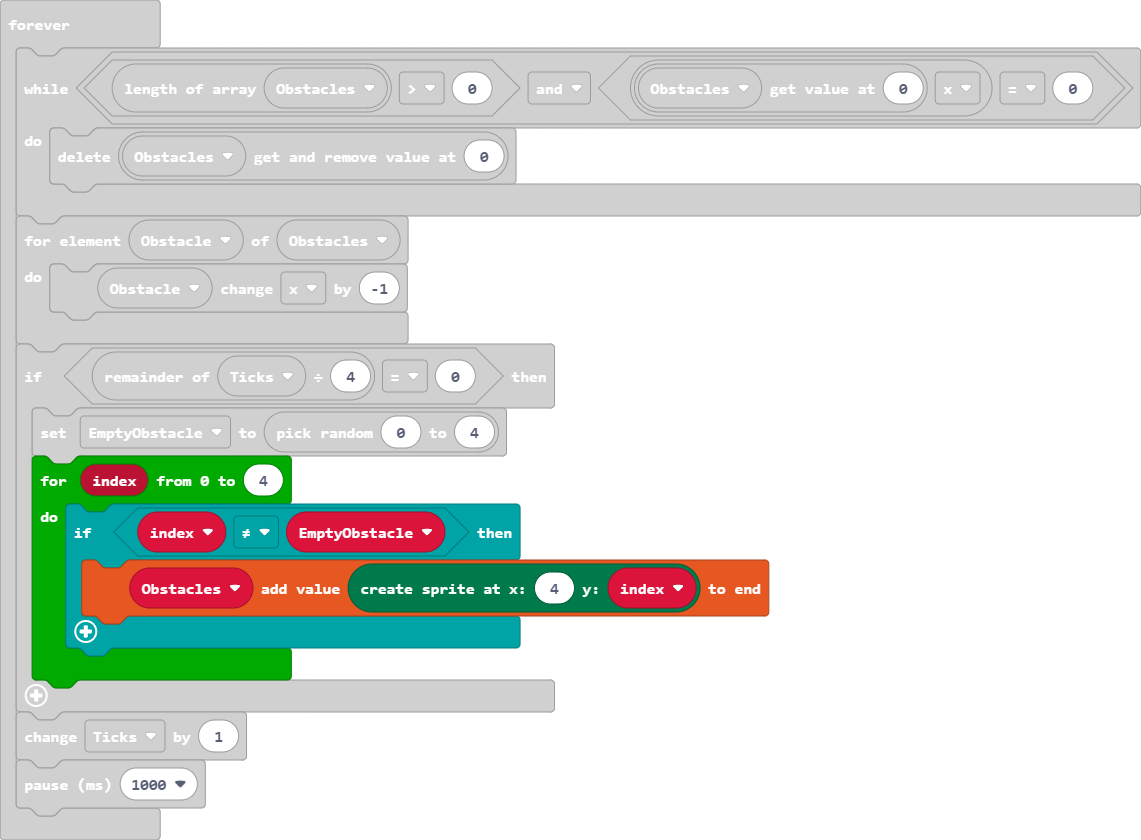 forever
while length of array Obstacles > 0 and Obstacles get value at 0 x = 0
do
delete Obstacles get and remove value at 0
for element Obstacle of Obstacles
do
Obstacle change x by -1
if remainder of Ticks ÷ 4 = 0 then
set EmptyObstacle to pick random 0 to 4
for index from 0 to 4
do
if index ≠ EmptyObstacle then
Obstacles add value create sprite at x: 4 y: index to end
change Ticks by 1
pause (ms) 1000